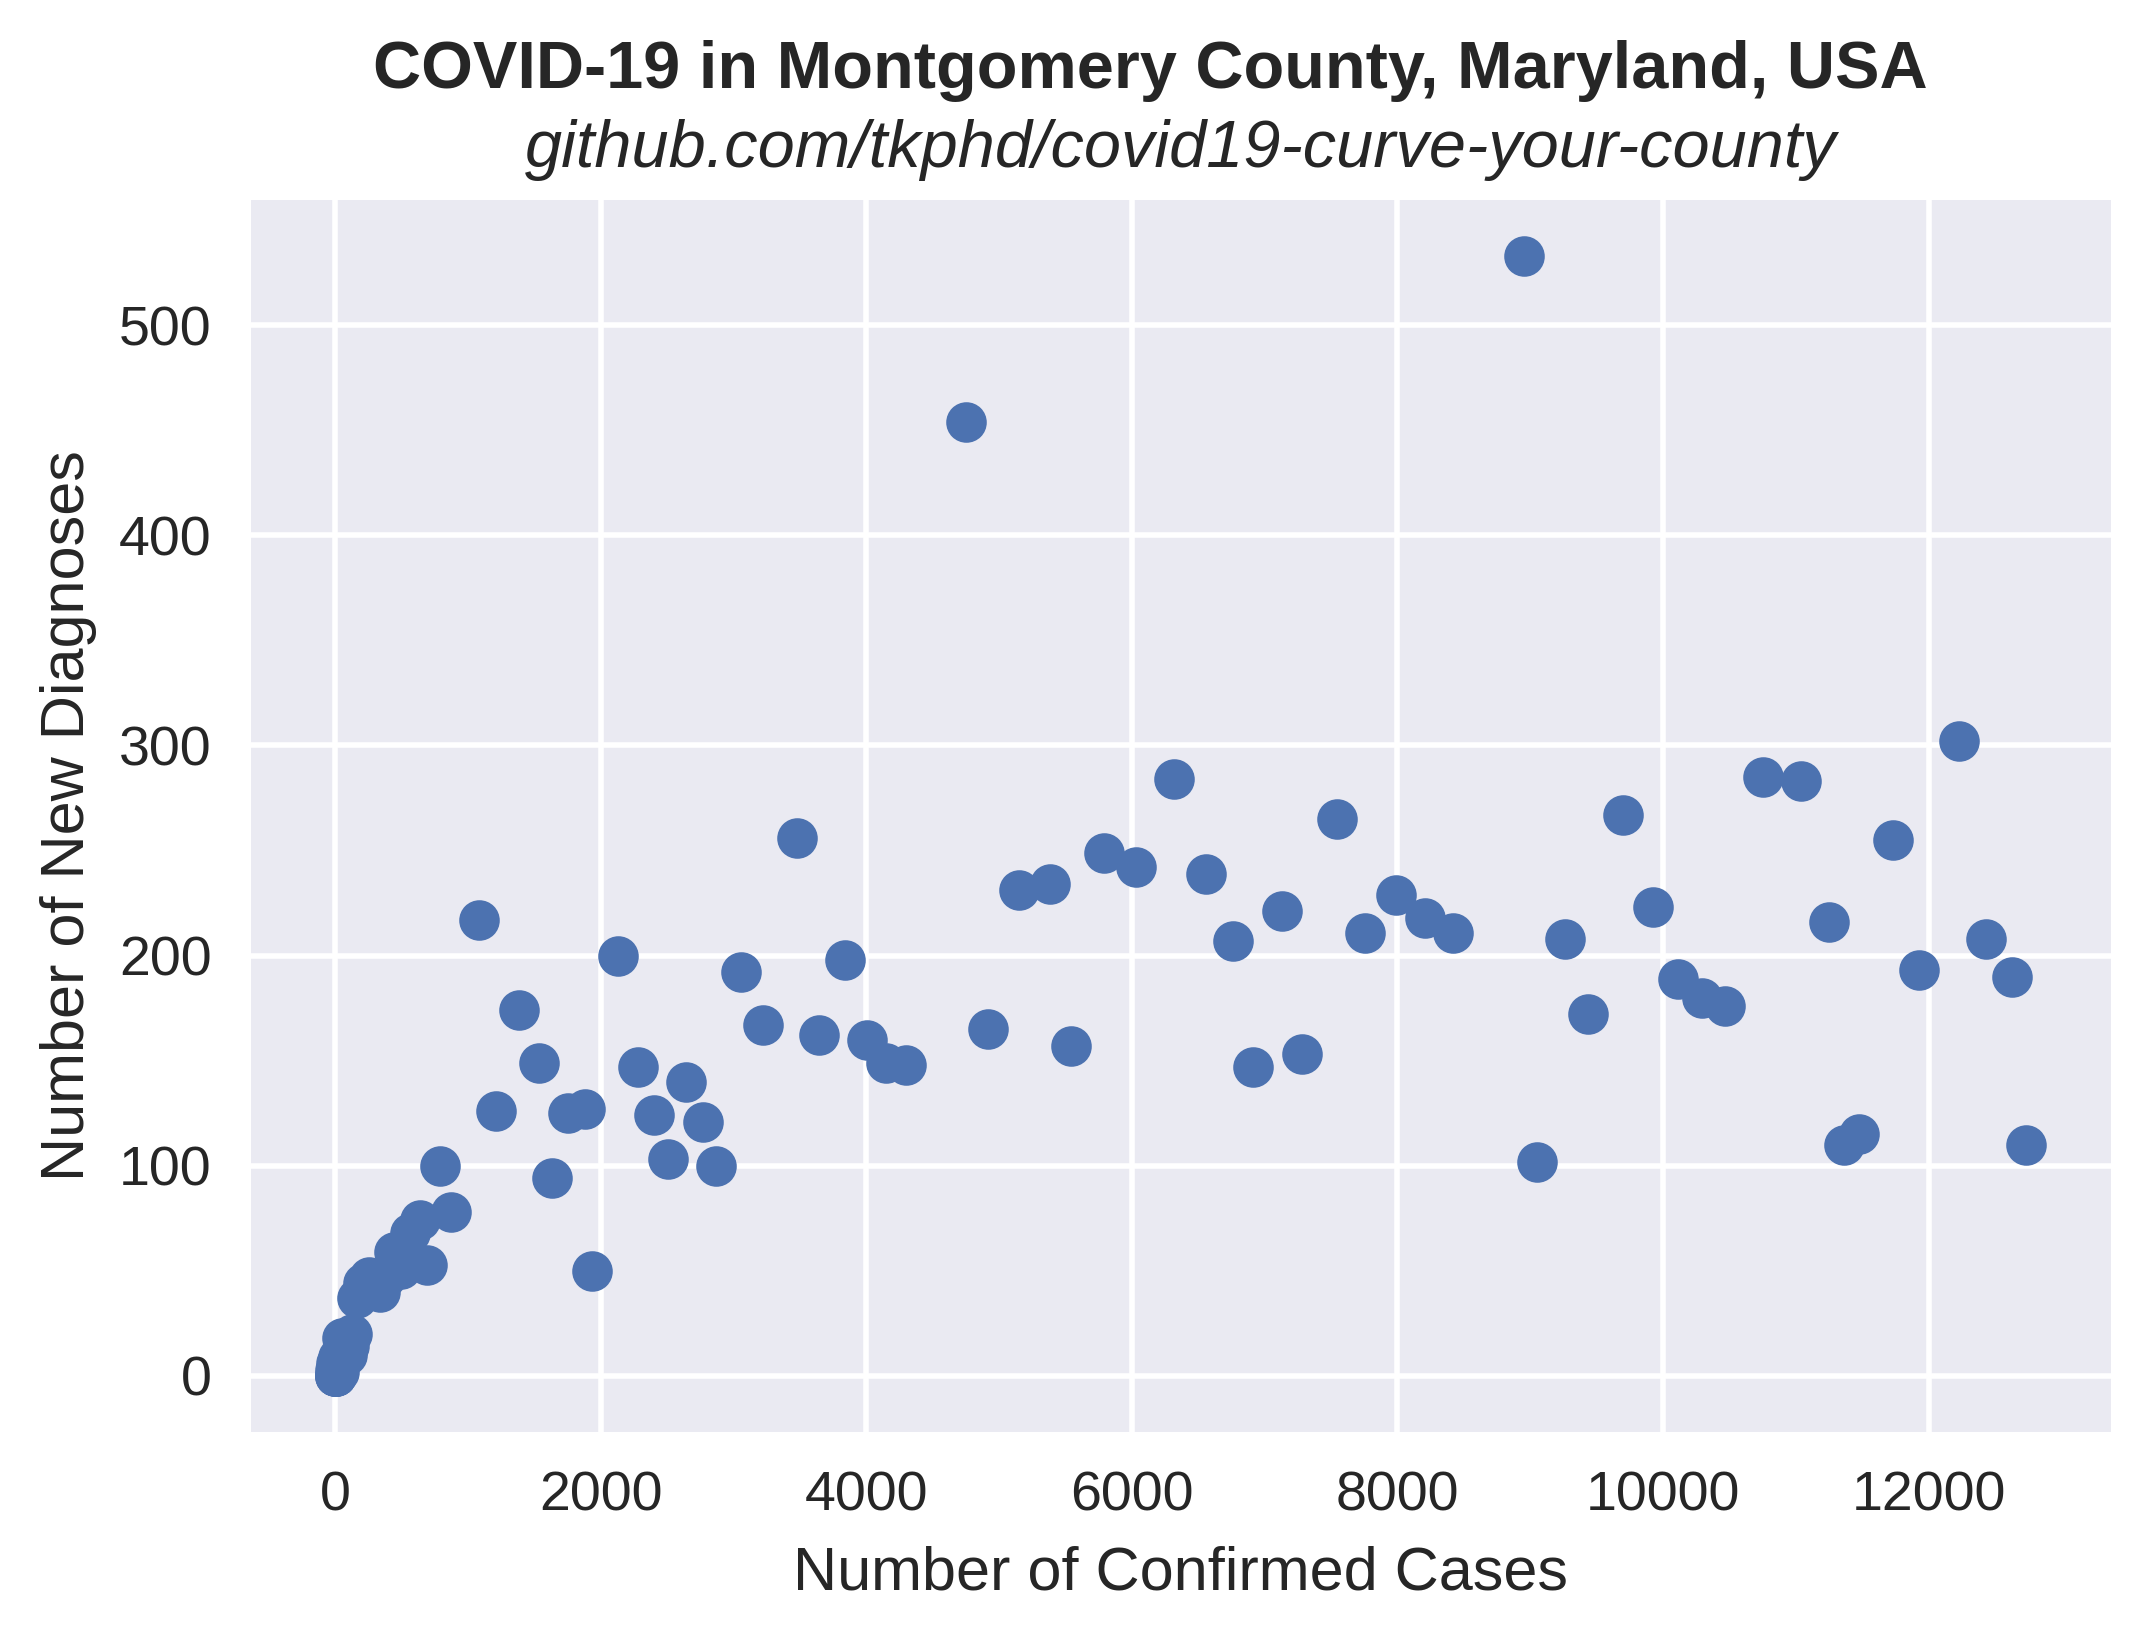 COVID-19 in Montgomery County, Maryland, USA
github.com/tkphd/covid19-curve-your-county
Number of New Diagnoses
500
400
300
200
100
0
0 2000 4000 6000 8000 10000 12000
Number of Confirmed Cases